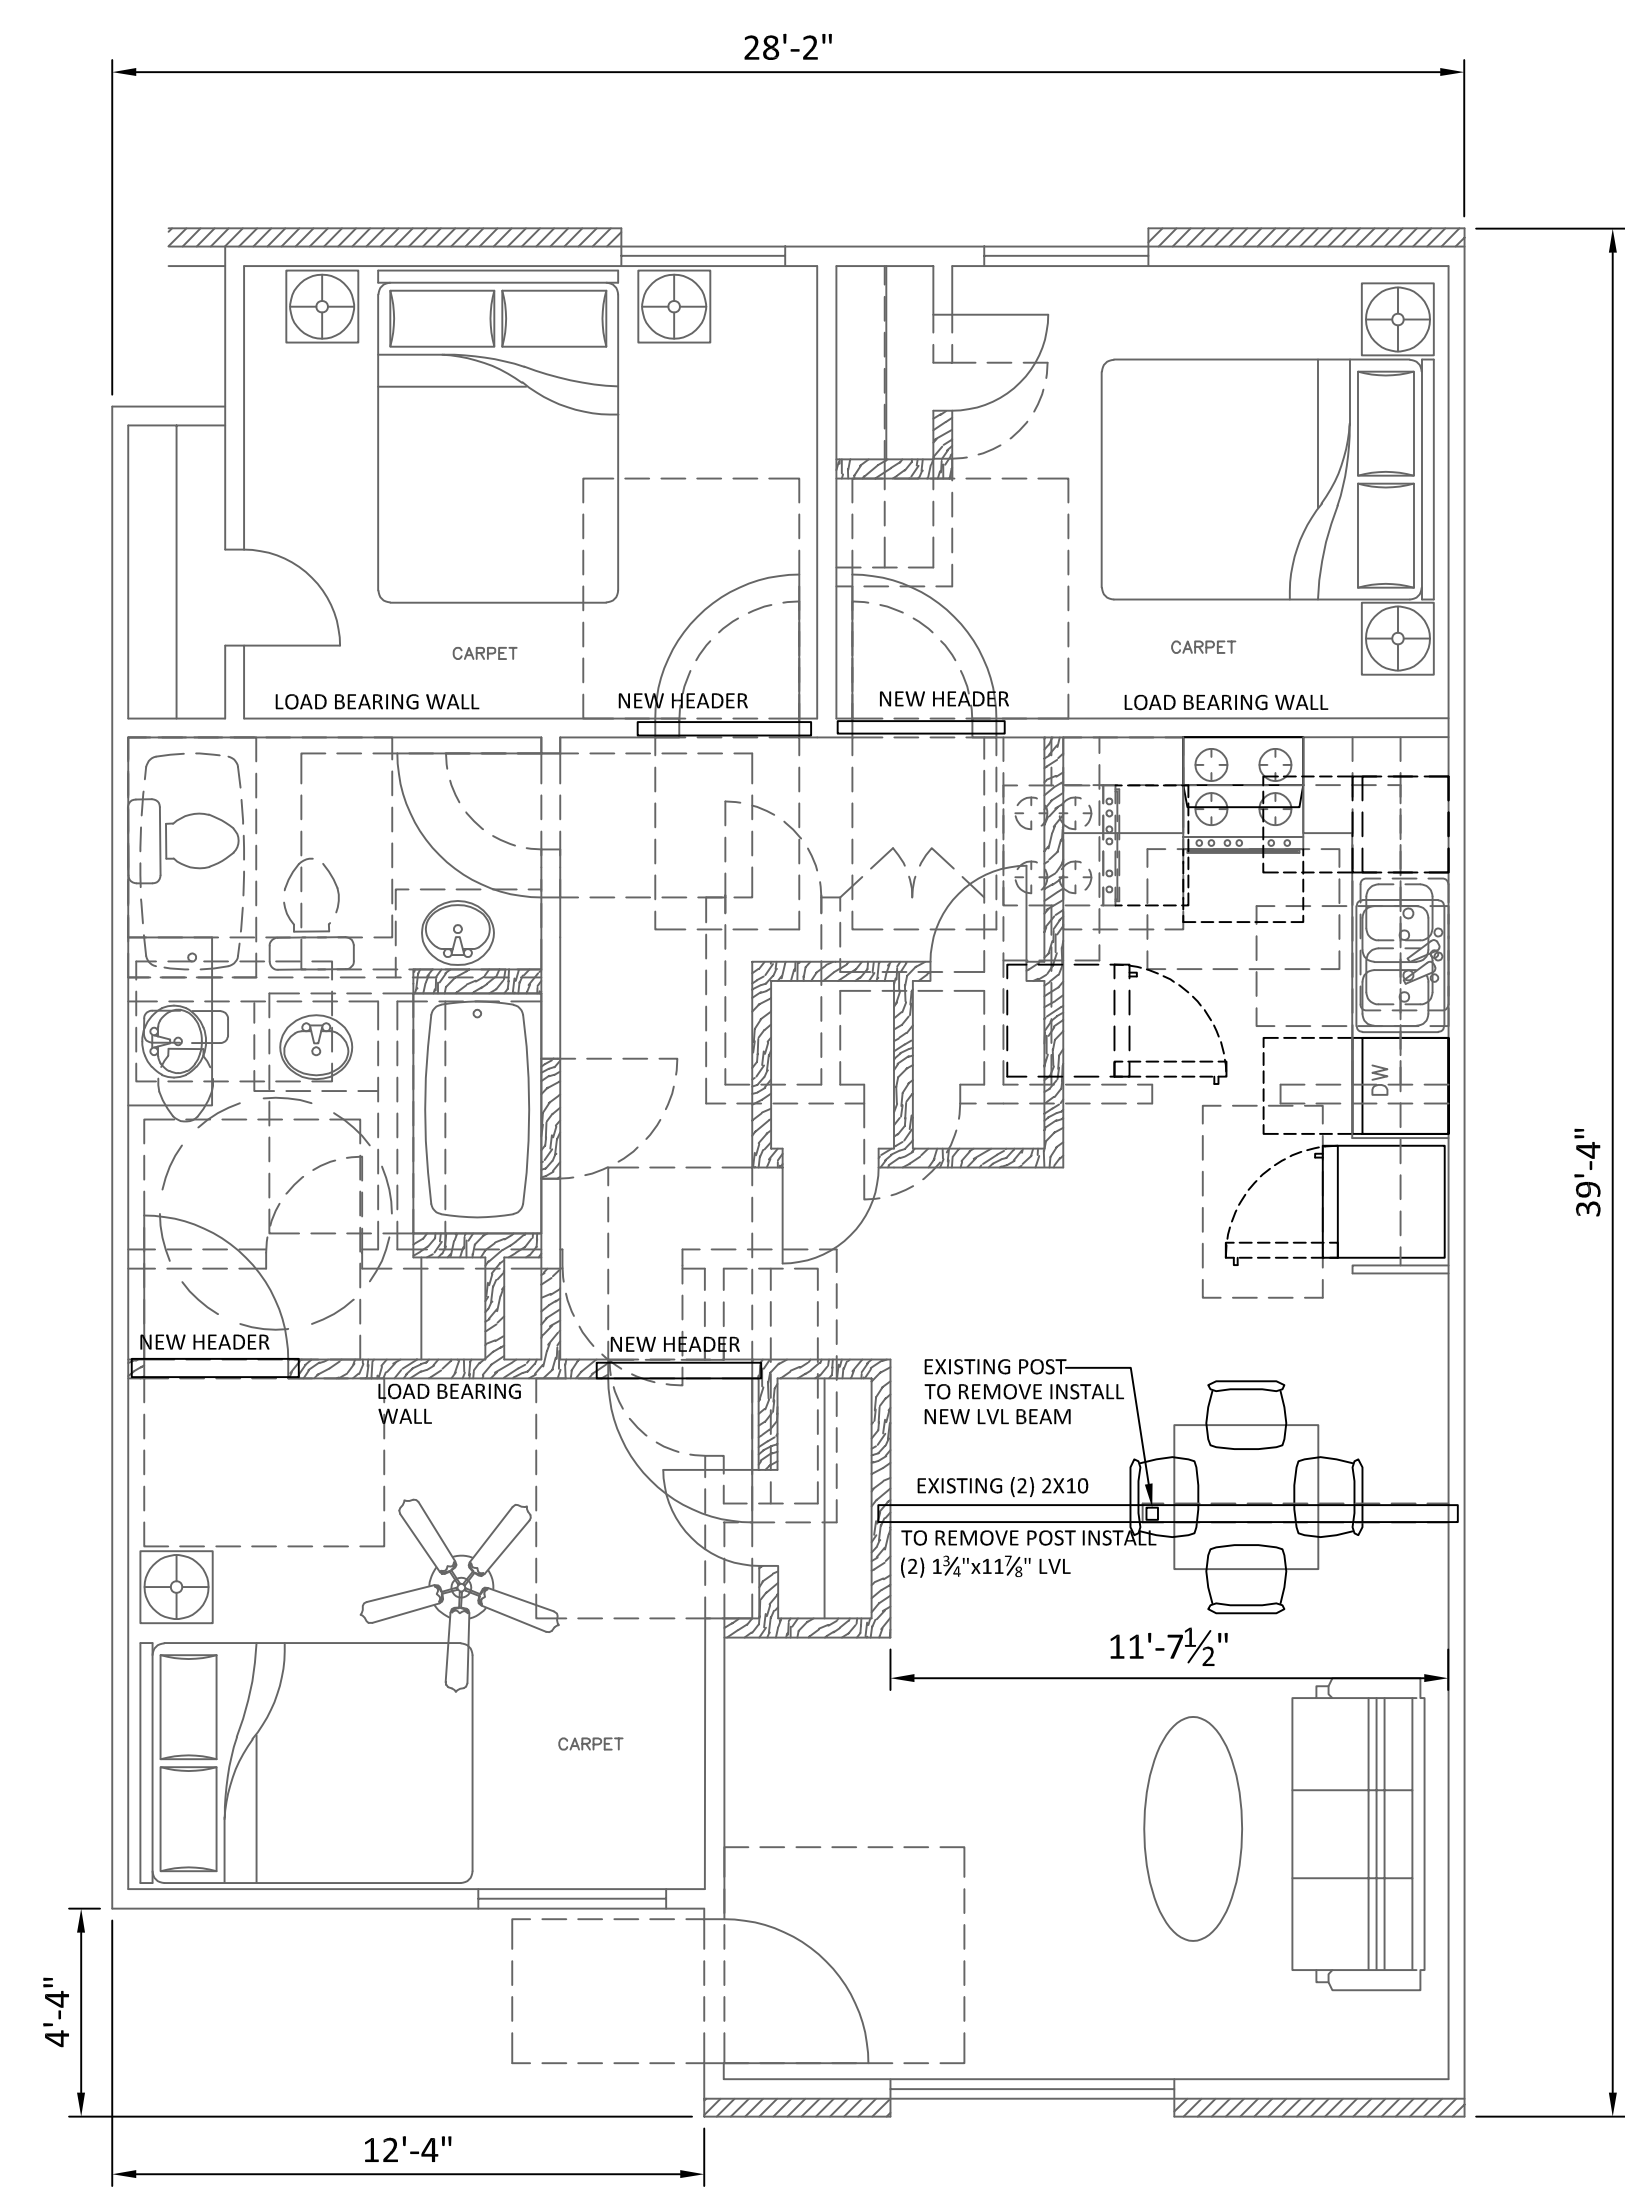 28'-2"
CARPET
CARPET
LOAD BEARING WALL
NEW HEADER
NEW HEADER
LOAD BEARING WALL
DW
39'-4"
NEW HEADER
NEW HEADER
LOAD BEARING
WALL
EXISTING POST
TO REMOVE INSTALL
NEW LVL BEAM
EXISTING (2) 2X10
TO REMOVE POST INSTALL
(2) 1¾"x11⅞" LVL
11'-7½"
CARPET
4'-4"
12'-4"